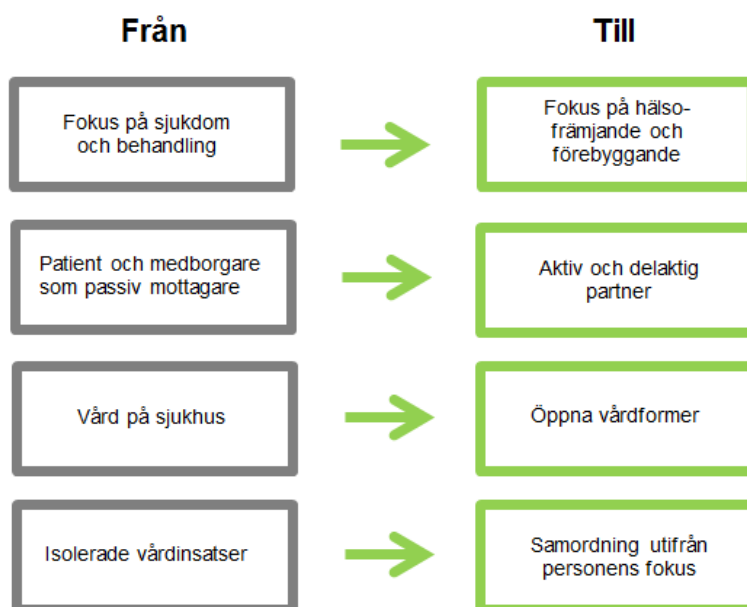 Från
Till
Fokus på sjukdom
och behandling
Fokus på hälso-
främjande och
förebyggande
Patient och medborgare
som passiv mottagare
Aktiv och delaktig
partner
Vård på sjukhus
Öppna vårdformer
Isolerade vårdinsatser
Samordning utifrån
personens fokus